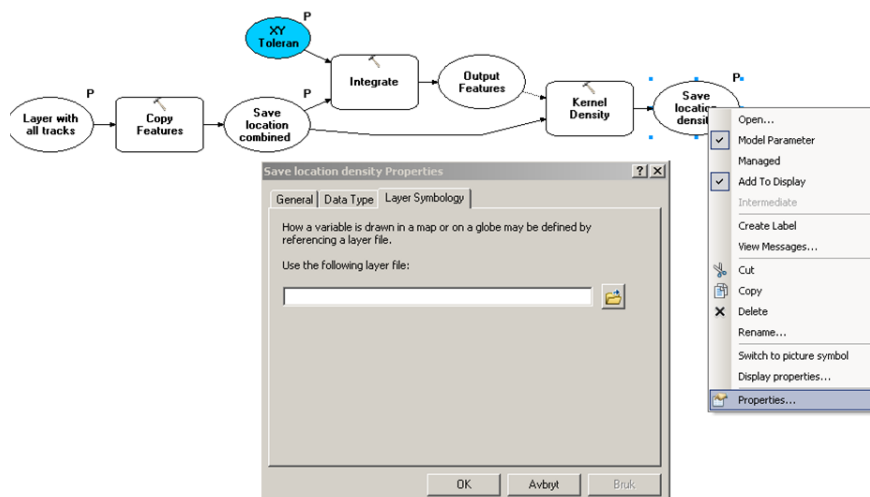 P
XY
Toleran
P
Layer with
all tracks
Copy
Features
P
Save
location
combined
Integrate
Output
Features
Kernel
Density
P
Save
location
densit
Save location density Properties
General
Data Type
Layer Symbology
How a variable is drawn in a map or on a globe may be defined by
referencing a layer file.
Use the following layer file:
OK
Avbryt
Bruk
Open...
Model Parameter
Managed
Add To Display
Intermediate
Create Label
View Messages...
Cut
Copy
Delete
Rename...
Switch to picture symbol
Display properties...
Properties...